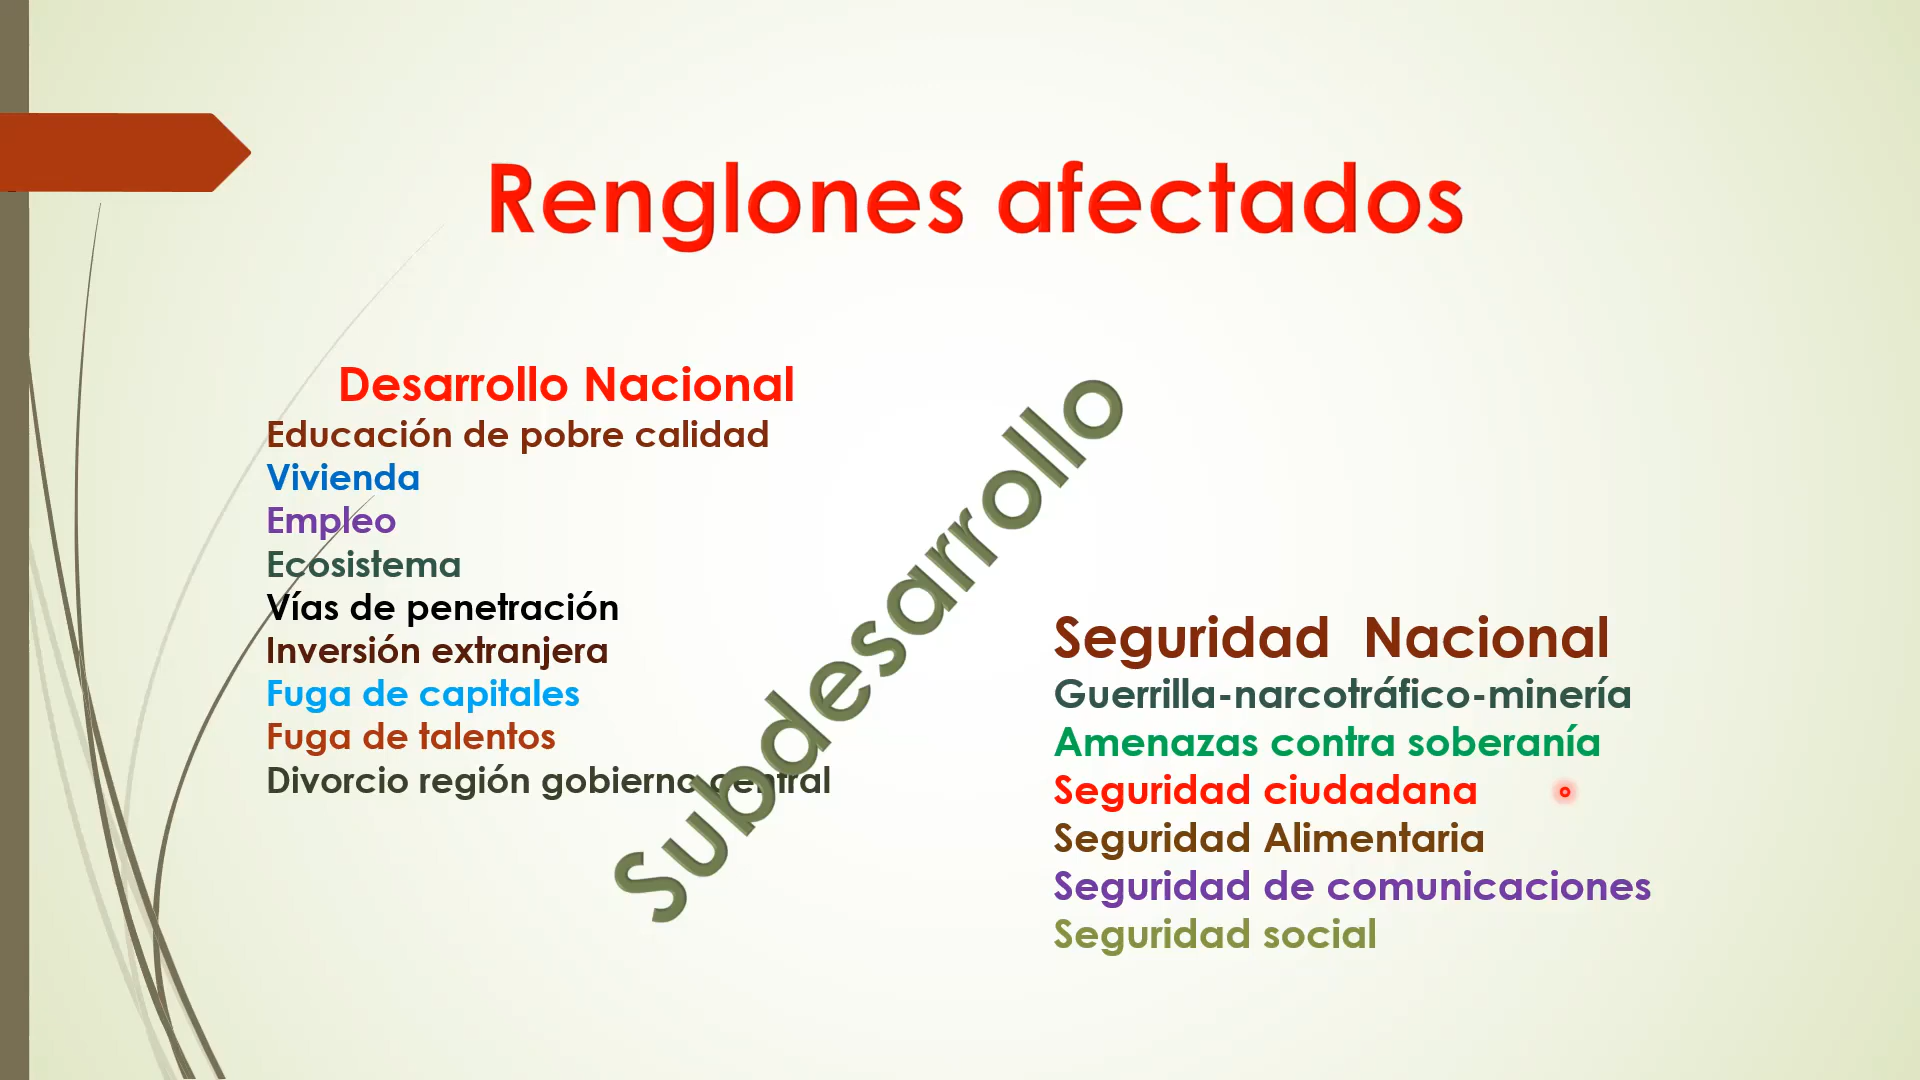 Renglones afectados
Desarrollo Nacional
Educación de pobre calidad
Vivienda
Empleo
Ecosistema
Vías de penetración
Inversión extranjera
Fuga de capitales
Fuga de talentos
Divorcio región gobierno central
Subdesarrollo
Seguridad  Nacional
Guerrilla-narcotráfico-minería
Amenazas contra soberanía
Seguridad ciudadana
Seguridad Alimentaria
Seguridad de comunicaciones
Seguridad social